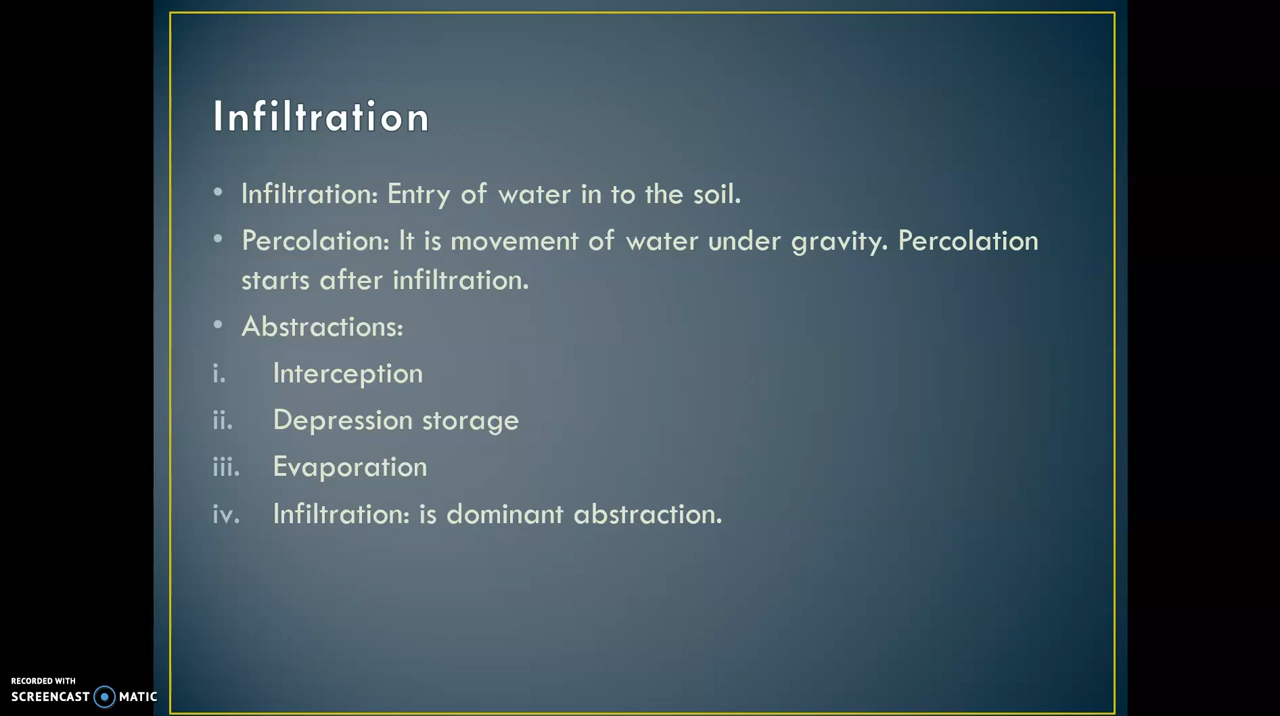 Infiltration
• Infiltration: Entry of water in to the soil.
• Percolation: It is movement of water under gravity. Percolation
starts after infiltration.
• Abstractions:
i. Interception
ii. Depression storage
iii. Evaporation
iv. Infiltration: is dominant abstraction.
RECORDED WITH
SCREENCAST MATIC